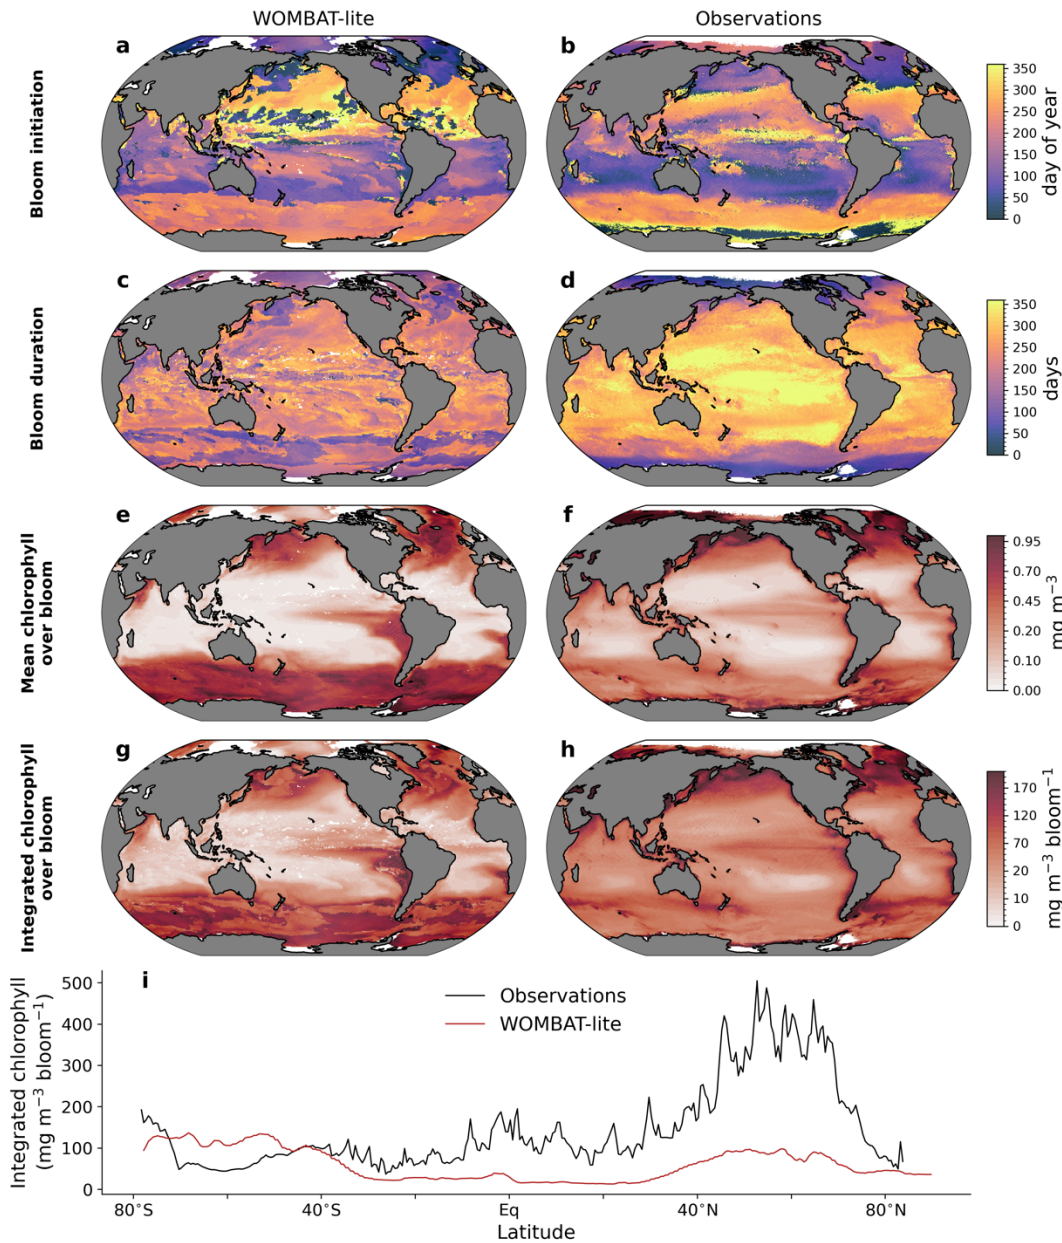 WOMBAT-lite
Observations
a
b
Bloom initiation
350
300
250
200
150
100
50
0
day of year
c
d
Bloom duration
350
300
250
200
150
100
50
0
days
e
f
Mean chlorophyll
over bloom
0.95
0.70
0.45
0.20
0.10
0.00
mg m⁻³
g
h
Integrated chlorophyll
over bloom
170
120
70
20
10
0
mg m⁻³ bloom⁻¹
i
Integrated chlorophyll
(mg m⁻³ bloom⁻¹)
500
400
300
200
100
0
Observations
WOMBAT-lite
80°S
40°S
Eq
40°N
80°N
Latitude